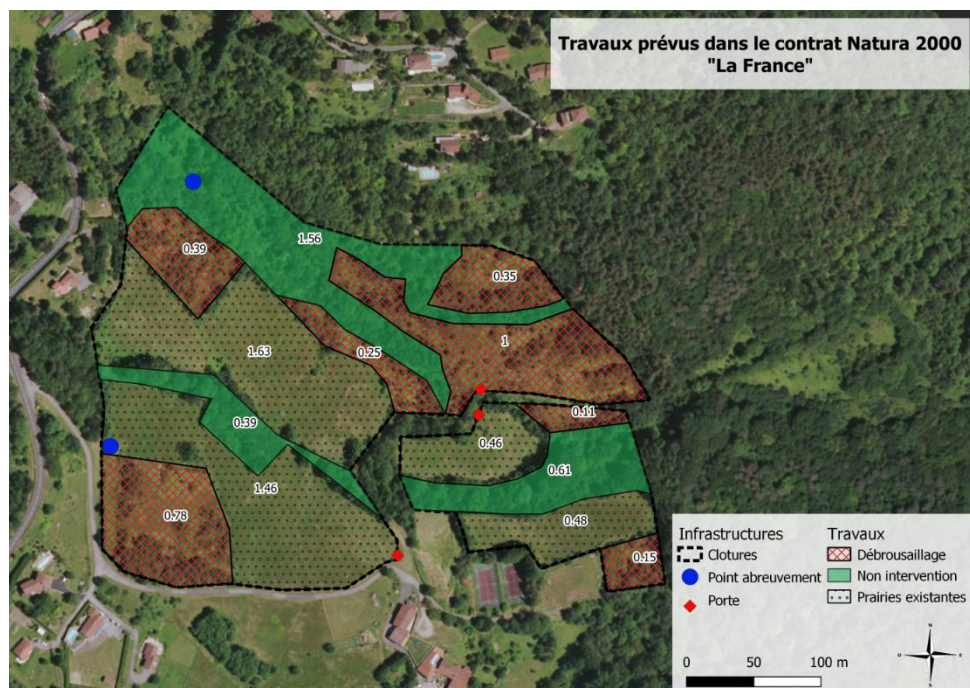 Travaux prévus dans le contrat Natura 2000
"La France"
1.56
0.39
0.35
1.63
1
0.25
0.11
0.39
0.46
0.61
1.46
0.78
0.48
0.15
Infrastructures
Clotures
Point abreuvement
Porte
Travaux
Débrousaillage
Non intervention
Prairies existantes
N
O
E
S
0 50 100 m